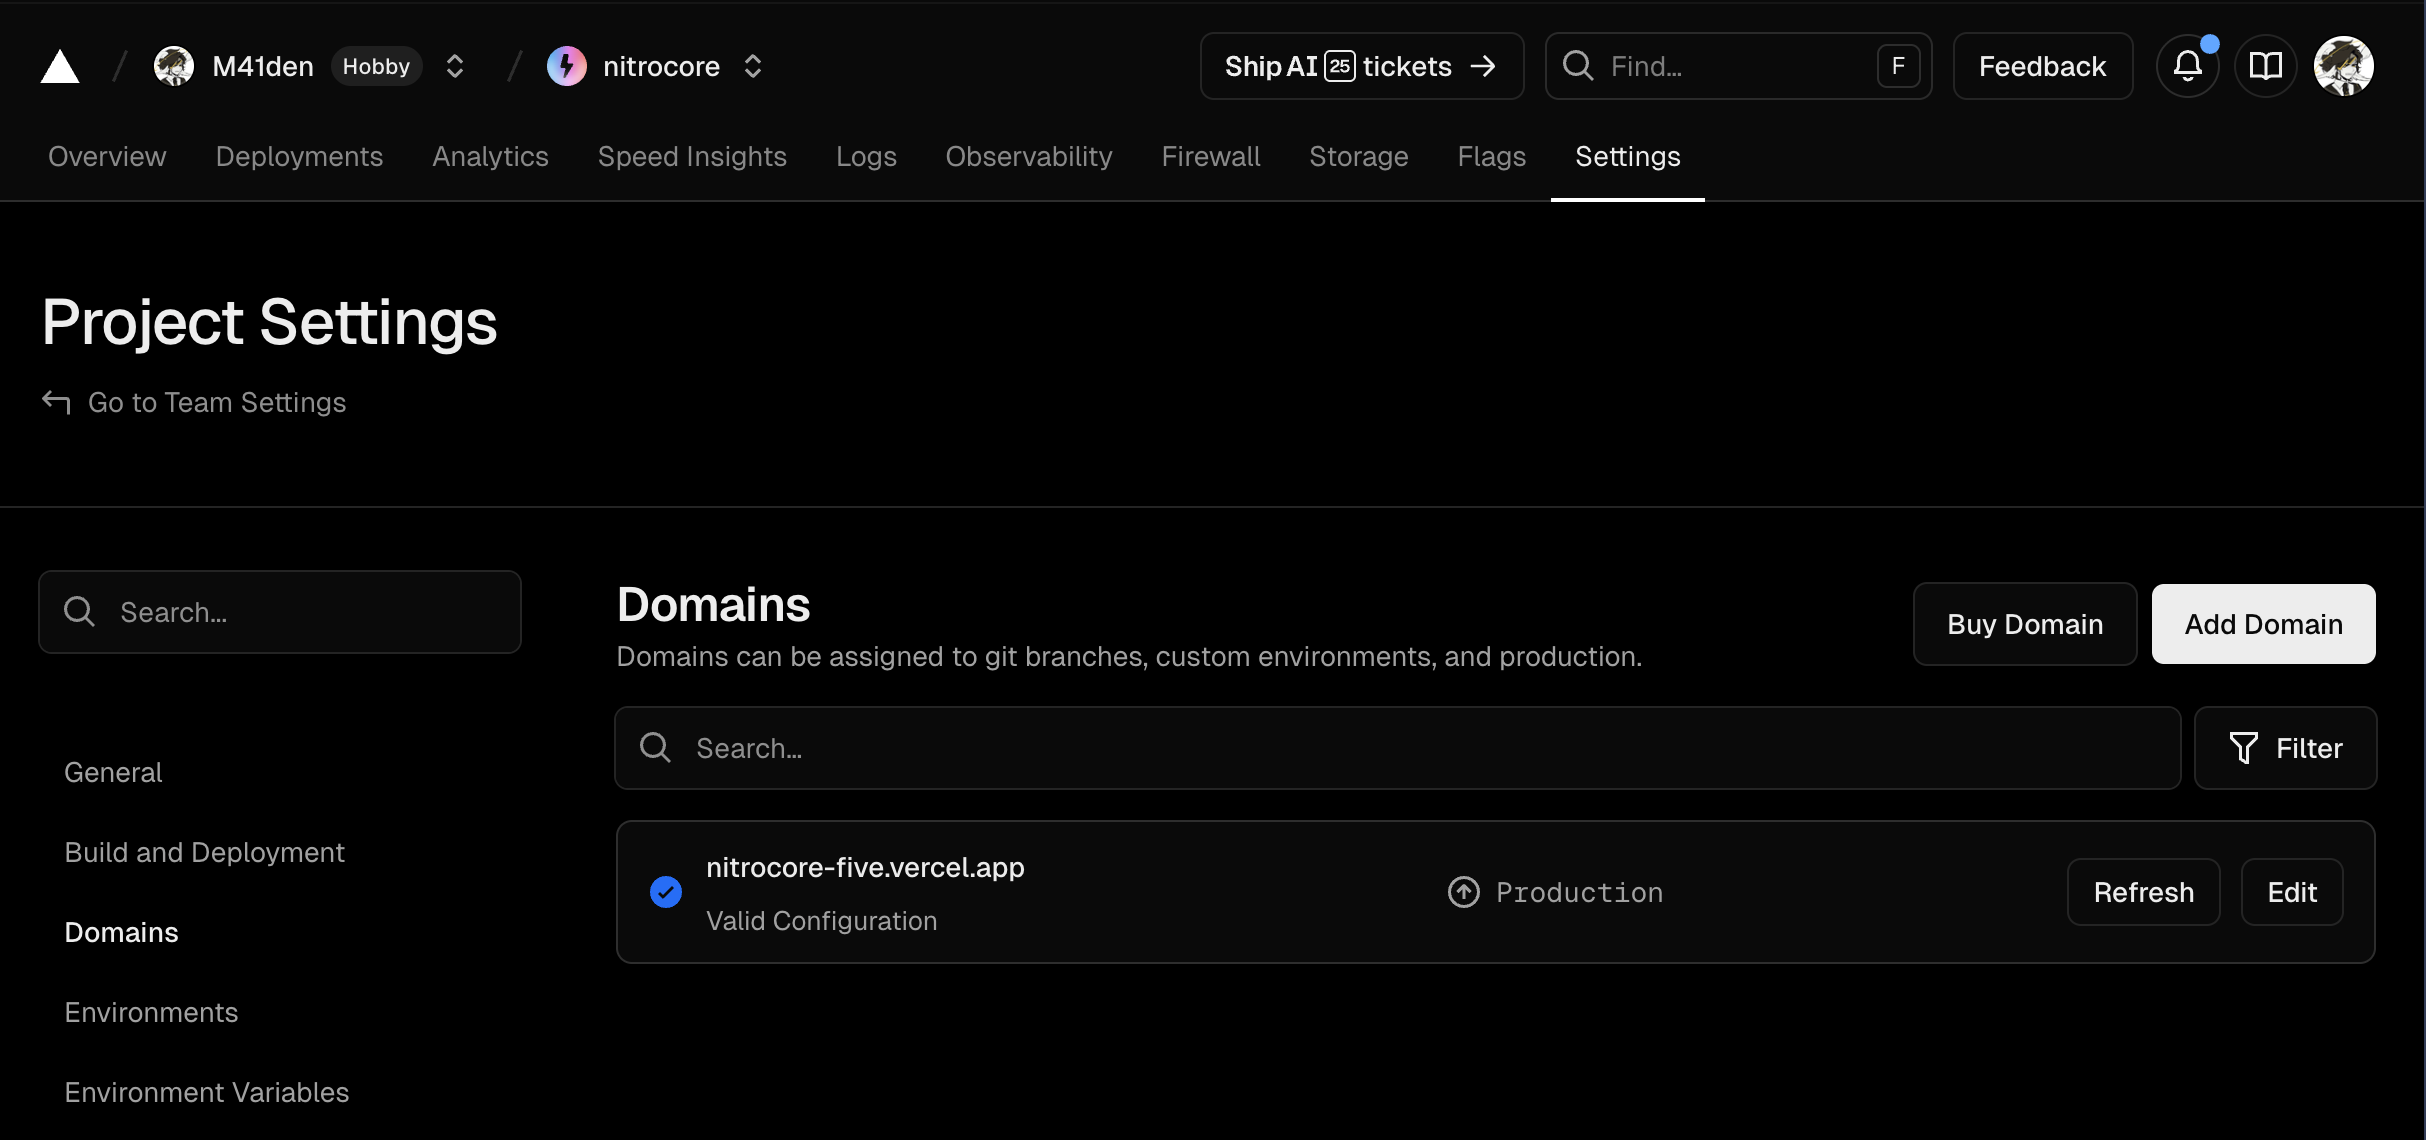 M41den Hobby nitrocore Ship AI 25 tickets → Find... F Feedback
Overview Deployments Analytics Speed Insights Logs Observability Firewall Storage Flags Settings
Project Settings
Go to Team Settings
Search...
General
Build and Deployment
Domains
Environments
Environment Variables
Domains
Domains can be assigned to git branches, custom environments, and production.
Buy Domain Add Domain
Search... Filter
nitrocore-five.vercel.app
Valid Configuration
Production
Refresh Edit